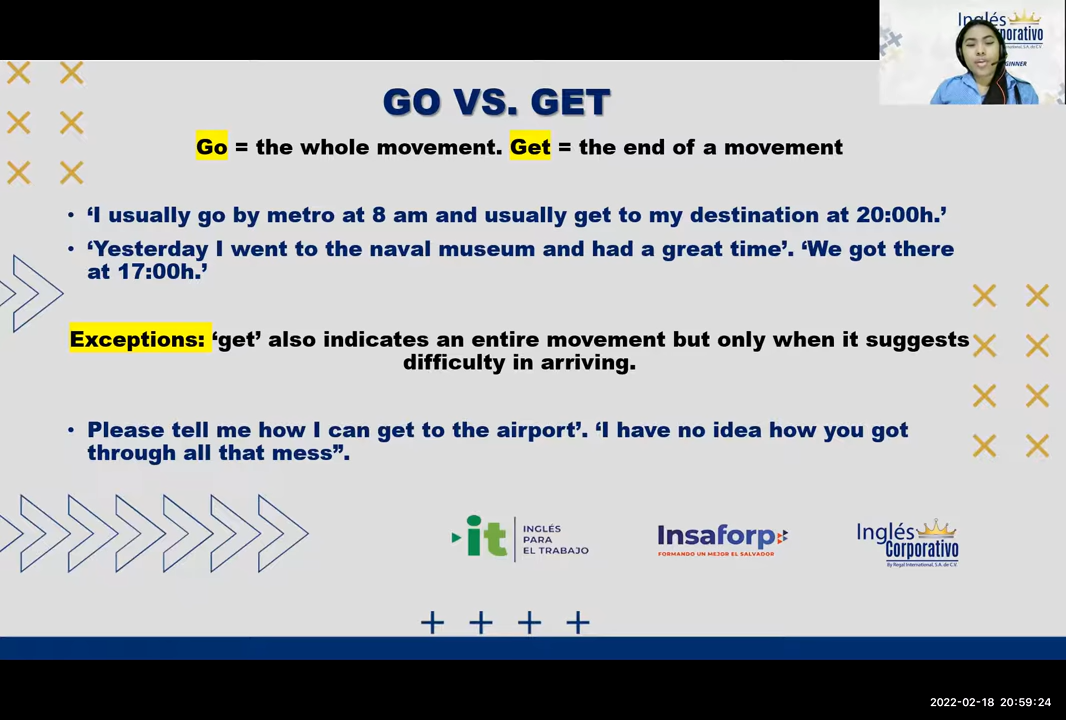 Inglés
Corporativo
GINNER
GO VS. GET
Go = the whole movement. Get = the end of a movement
• ‘I usually go by metro at 8 am and usually get to my destination at 20:00h.’
• ‘Yesterday I went to the naval museum and had a great time’. ‘We got there
at 17:00h.’
Exceptions: ‘get’ also indicates an entire movement but only when it suggests
difficulty in arriving.
• Please tell me how I can get to the airport’. ‘I have no idea how you got
through all that mess”.
it INGLÉS
PARA
EL TRABAJO
Insaforp
FORMANDO UN MEJOR EL SALVADOR
Inglés
Corporativo
By Regal International, S.A. de C.V.
2022-02-18 20:59:24